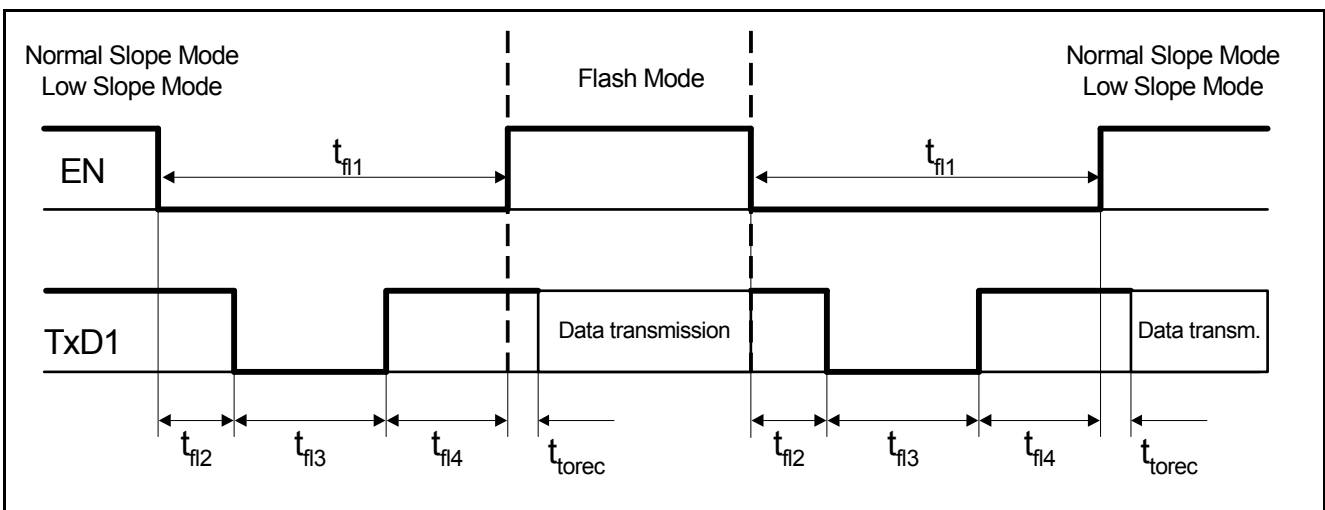 Normal Slope Mode
Low Slope Mode
Flash Mode
Normal Slope Mode
Low Slope Mode
EN
tfl1
tfl1
TxD1
Data transmission
Data transm.
tfl2
tfl3
tfl4
ttorec
tfl2
tfl3
tfl4
ttorec